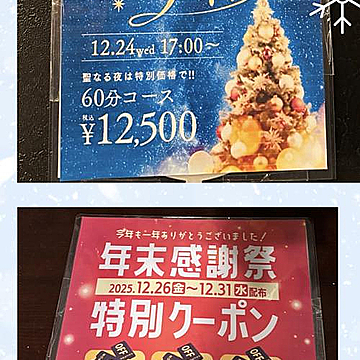 12.24wed 17:00～
聖なる夜は特別価格で!!
60分コース
税込
¥12,500
今年も一年ありがとうございました
年末感謝祭
2025.12.26金～12.31水配布
特別クーポン
OFF OFF OFF